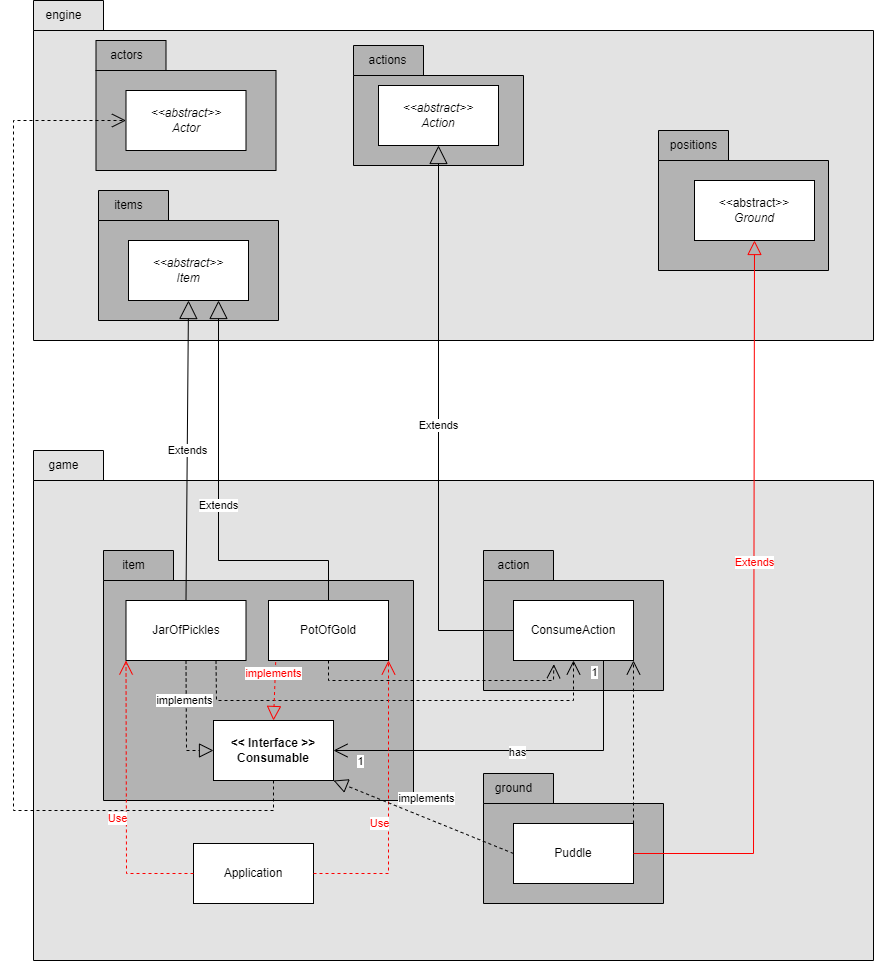 engine
actors
actions
<<abstract>>
Actor
<<abstract>>
Action
positions
items
<<abstract>>
Ground
<<abstract>>
Item
Extends
Extends
game
Extends
Extends
item
action
JarOfPickles
PotOfGold
ConsumeAction
implements
1
implements
<< Interface >>
Consumable
has
1
ground
implements
Use
Use
Puddle
Application